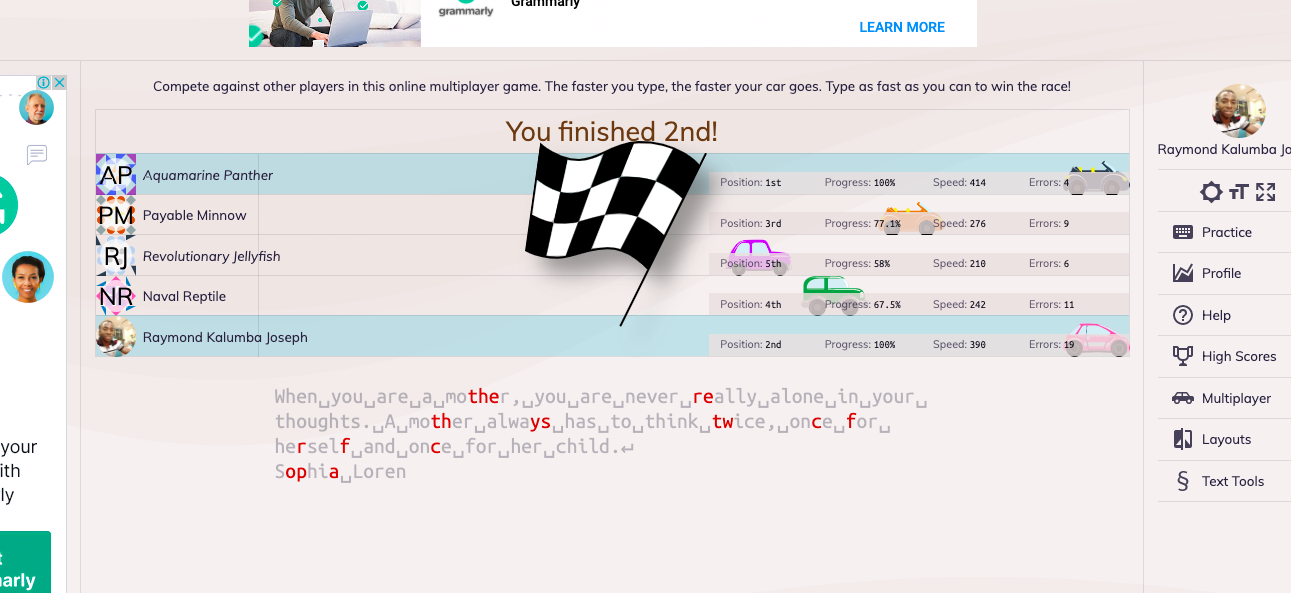 grammarly
Grammarly
LEARN MORE
Compete against other players in this online multiplayer game. The faster you type, the faster your car goes. Type as fast as you can to win the race!
You finished 2nd!
AP Aquamarine Panther Position: 1st Progress: 100% Speed: 414 Errors: 4
PM Payable Minnow Position: 3rd Progress: 77.1% Speed: 276 Errors: 9
RJ Revolutionary Jellyfish Position: 5th Progress: 58% Speed: 210 Errors: 6
NR Naval Reptile Position: 4th Progress: 67.5% Speed: 242 Errors: 11
Raymond Kalumba Joseph Position: 2nd Progress: 100% Speed: 390 Errors: 19
When␣you␣are␣a␣mother,␣you␣are␣never␣really␣alone␣in␣your␣
thoughts.␣A␣mother␣always␣has␣to␣think␣twice,␣once␣for␣
herself␣and␣once␣for␣her␣child.↵
Sophia␣Loren
Raymond Kalumba Jo
Practice
Profile
Help
High Scores
Multiplayer
Layouts
§ Text Tools
your
ith
ly
t
marly